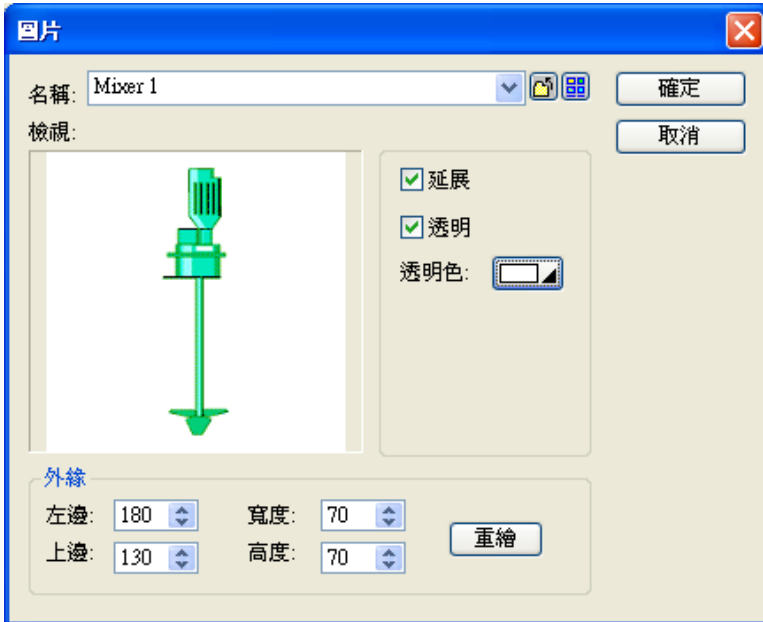 圖片
名稱: Mixer 1
確定
檢視:
取消
延展
透明
透明色:
外緣
左邊: 180 寬度: 70
重繪
上邊: 130 高度: 70